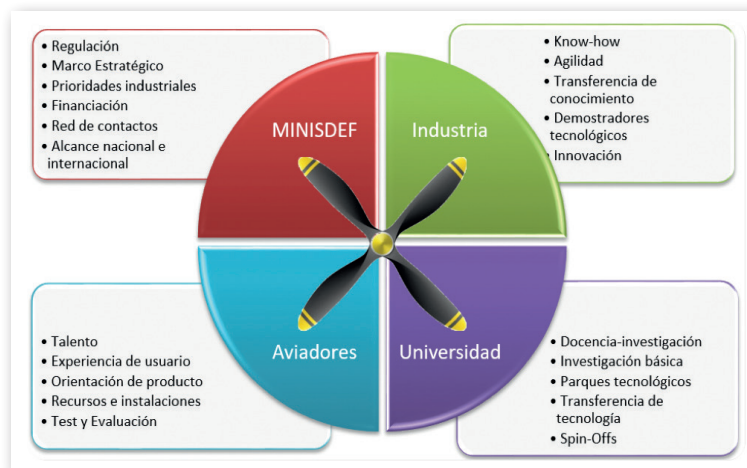 • Regulación
• Marco Estratégico
• Prioridades industriales
• Financiación
• Red de contactos
• Alcance nacional e
internacional
MINISDEF
Industria
• Know-how
• Agilidad
• Transferencia de
conocimiento
• Demostradores
tecnológicos
• Innovación
• Talento
• Experiencia de usuario
• Orientación de producto
• Recursos e instalaciones
• Test y Evaluación
Aviadores
Universidad
• Docencia-investigación
• Investigación básica
• Parques tecnológicos
• Transferencia de
tecnología
• Spin-Offs